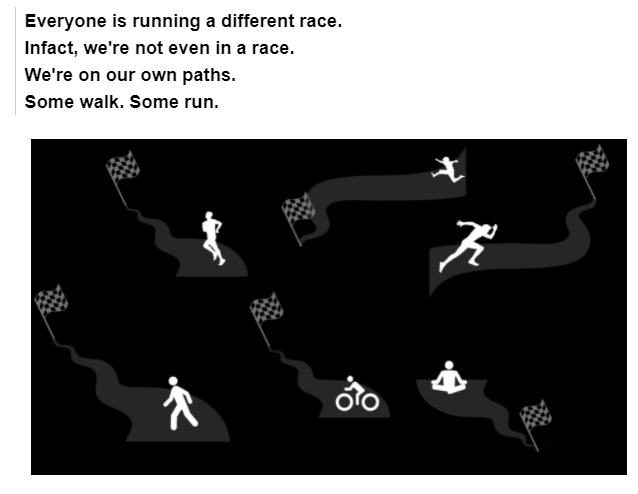 Everyone is running a different race.
Infact, we're not even in a race.
We're on our own paths.
Some walk. Some run.